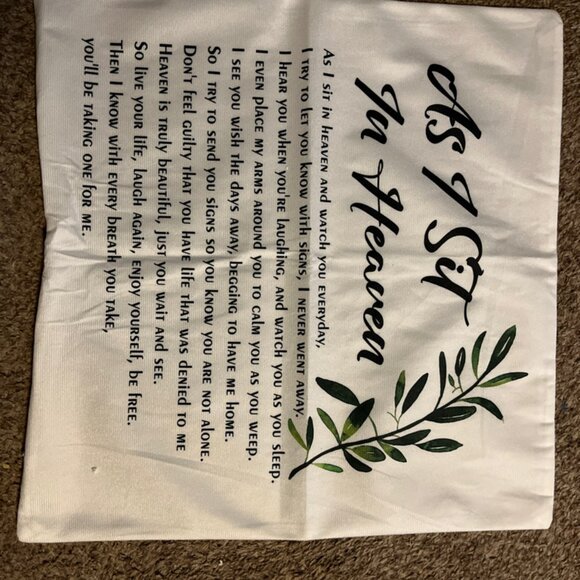 As I Sit
In Heaven
As I sit in heaven and watch you everyday,
I try to let you know with signs, I never went away.
I hear you when you're laughing, and watch you as you sleep.
I even place my arms around you to calm you as you weep.
I see you wish the days away, begging to have me home.
So I try to send you signs so you know you are not alone.
Don't feel guilty that you have life that was denied to me
Heaven is truly beautiful, just you wait and see.
So live your life, laugh again, enjoy yourself, be free.
Then I know with every breath you take,
you'll be taking one for me.